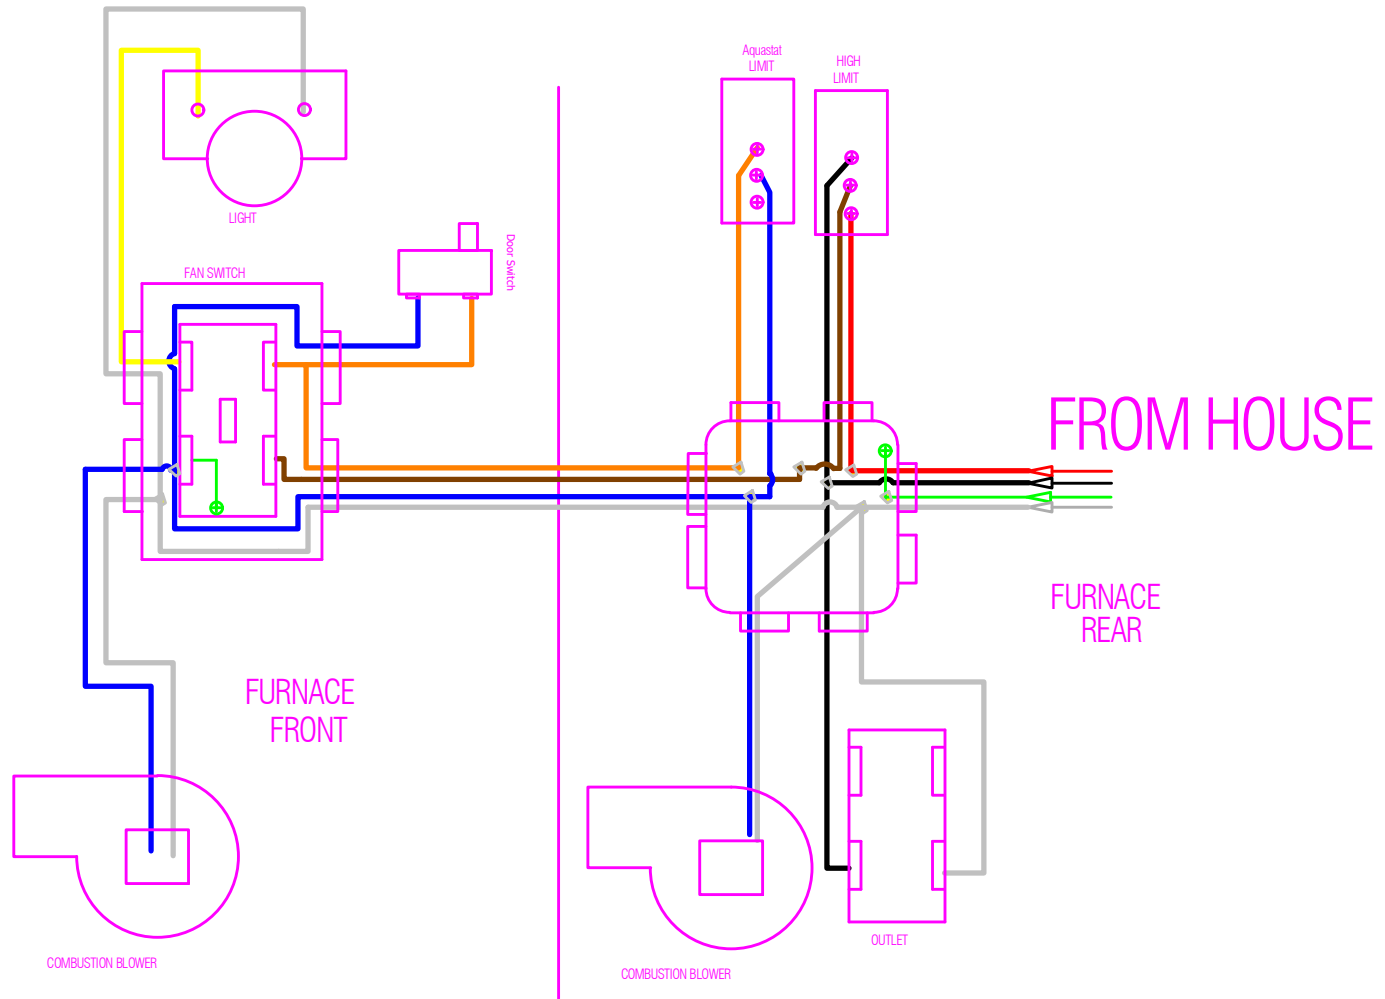 Aquastat
LIMIT
HIGH
LIMIT
LIGHT
Door Switch
FAN SWITCH
FROM HOUSE
FURNACE
REAR
FURNACE
FRONT
OUTLET
COMBUSTION BLOWER
COMBUSTION BLOWER